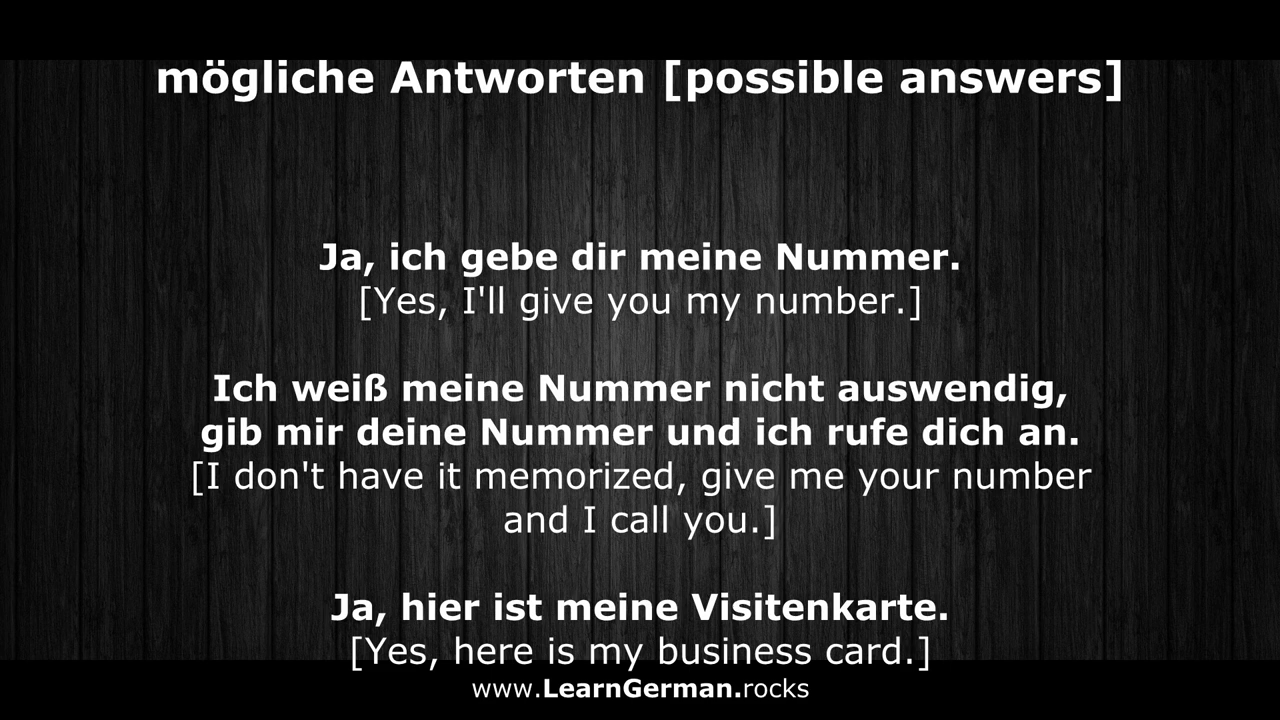 mögliche Antworten [possible answers]
Ja, ich gebe dir meine Nummer.
[Yes, I'll give you my number.]
Ich weiß meine Nummer nicht auswendig,
gib mir deine Nummer und ich rufe dich an.
[I don't have it memorized, give me your number
and I call you.]
Ja, hier ist meine Visitenkarte.
[Yes, here is my business card.]
www.LearnGerman.rocks